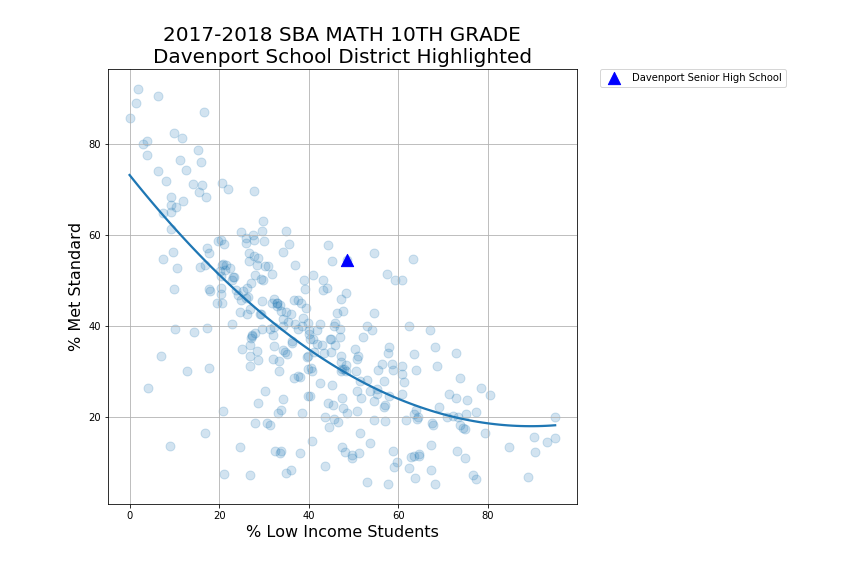 2017-2018 SBA MATH 10TH GRADE
Davenport School District Highlighted
Davenport Senior High School
% Met Standard
80
60
40
20
0
20
40
60
80
% Low Income Students